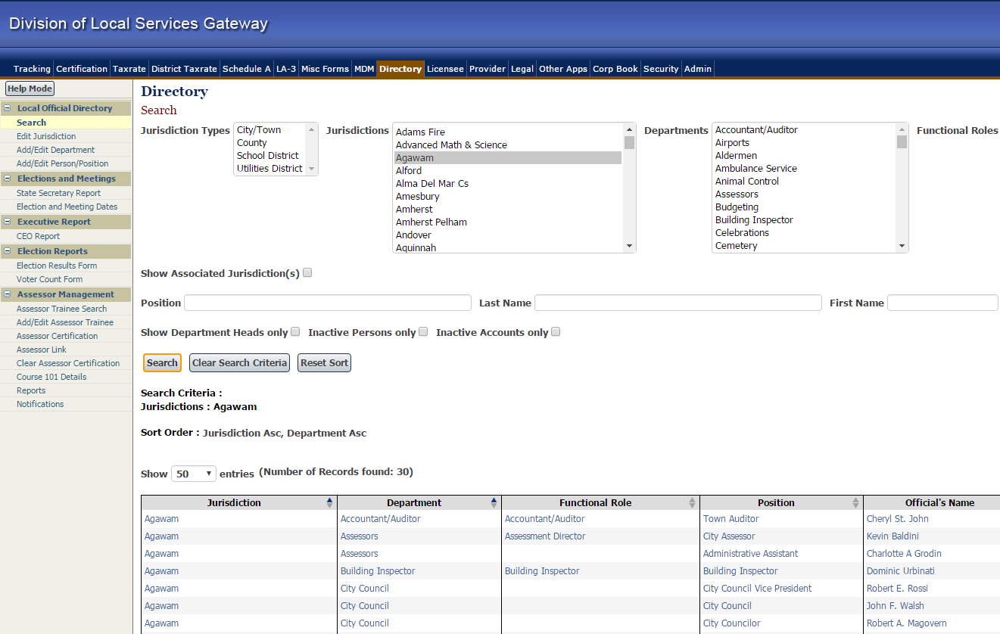 Division of Local Services Gateway
Tracking Certification Taxrate District Taxrate Schedule A LA-3 Misc Forms MDM Directory Licensee Provider Legal Other Apps Corp Book Security Admin
Help Mode
Local Official Directory
Search
Edit Jurisdiction
Add/Edit Department
Add/Edit Person/Position
Elections and Meetings
State Secretary Report
Election and Meeting Dates
Executive Report
CEO Report
Election Reports
Election Results Form
Voter Count Form
Assessor Management
Assessor Trainee Search
Add/Edit Assessor Trainee
Assessor Certification
Assessor Link
Clear Assessor Certification
Course 101 Details
Reports
Notifications
Directory
Search
Jurisdiction Types
City/Town
County
School District
Utilities District
Jurisdictions
Adams Fire
Advanced Math & Science
Agawam
Alford
Alma Del Mar Cs
Amesbury
Amherst
Amherst Pelham
Andover
Aquinnah
Departments
Accountant/Auditor
Airports
Aldermen
Ambulance Service
Animal Control
Assessors
Budgeting
Building Inspector
Celebrations
Cemetery
Functional Roles
Show Associated Jurisdiction(s)
Position Last Name First Name
Show Department Heads only Inactive Persons only Inactive Accounts only
Search Clear Search Criteria Reset Sort
Search Criteria :
Jurisdictions : Agawam
Sort Order : Jurisdiction Asc, Department Asc
Show 50 entries (Number of Records found: 30)
Jurisdiction Department Functional Role Position Official's Name
Agawam Accountant/Auditor Accountant/Auditor Town Auditor Cheryl St. John
Agawam Assessors Assessment Director City Assessor Kevin Baldini
Agawam Assessors Administrative Assistant Charlotte A Grodin
Agawam Building Inspector Building Inspector Building Inspector Dominic Urbinati
Agawam City Council City Council Vice President Robert E. Rossi
Agawam City Council City Council John F. Walsh
Agawam City Council City Councilor Robert A. Magovern